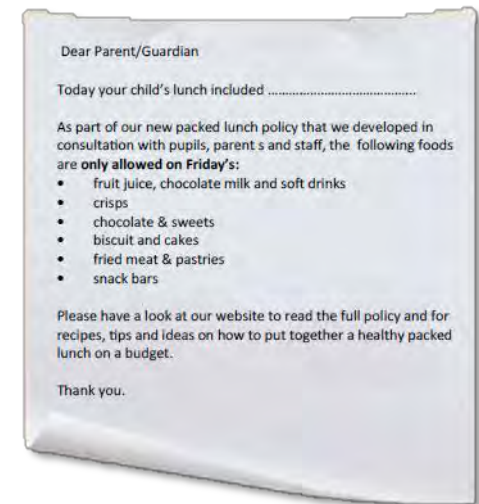 Dear Parent/Guardian
Today your child's lunch included ..............................................
As part of our new packed lunch policy that we developed in
consultation with pupils, parent s and staff, the following foods
are only allowed on Friday's:
• fruit juice, chocolate milk and soft drinks
• crisps
• chocolate & sweets
• biscuit and cakes
• fried meat & pastries
• snack bars
Please have a look at our website to read the full policy and for
recipes, tips and ideas on how to put together a healthy packed
lunch on a budget.
Thank you.